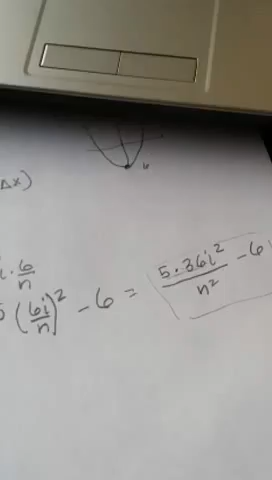 Δx)
i · 6/n
5 (6i/n)² - 6 = 5·36i²/n² - 6